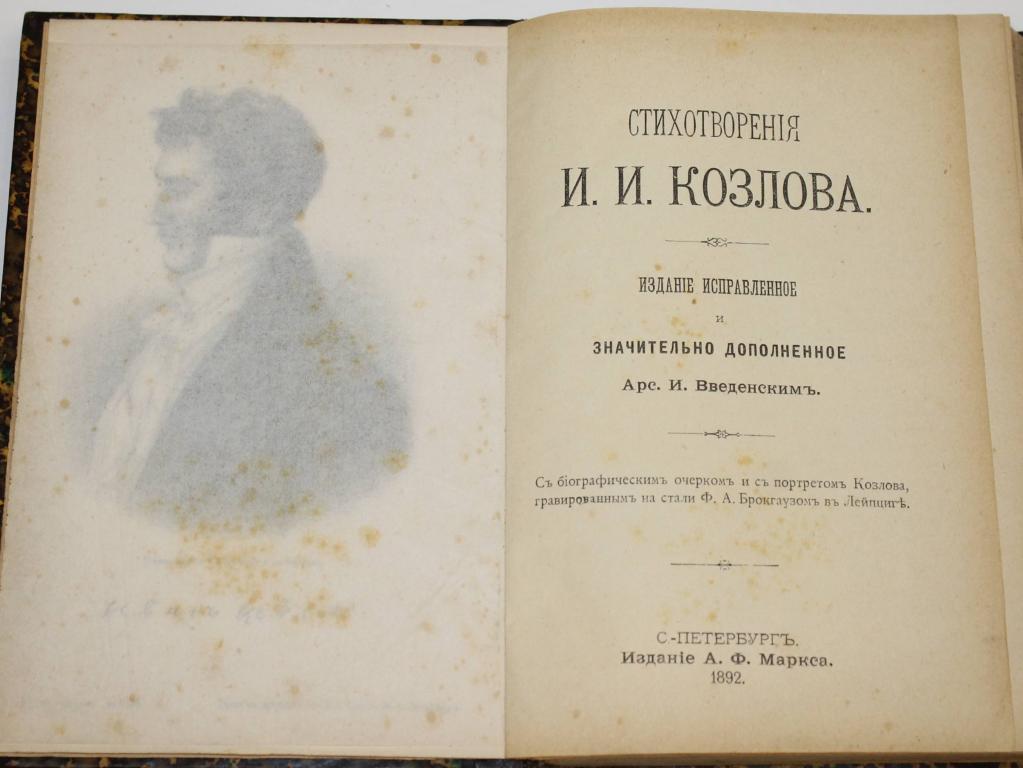 СТИХОТВОРЕНІЯ
И. И. КОЗЛОВА.
ИЗДАНІЕ ИСПРАВЛЕННОЕ
И
ЗНАЧИТЕЛЬНО ДОПОЛНЕННОЕ
Арс. И. Введенскимъ.
Съ біографическимъ очеркомъ и съ портретомъ Козлова,
гравированнымъ на стали Ф. А. Брокгаузомъ въ Лейпцигѣ.
С.-ПЕТЕРБУРГЪ.
Изданіе А. Ф. Маркса.
1892.